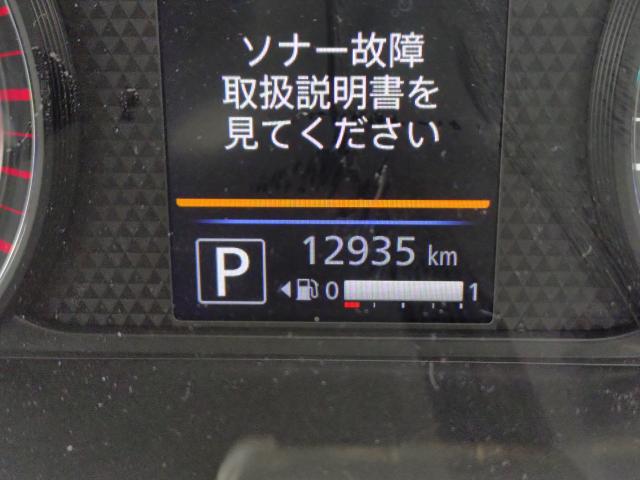 ソナー故障
取扱説明書を
見てください
P
12935 km
0 1